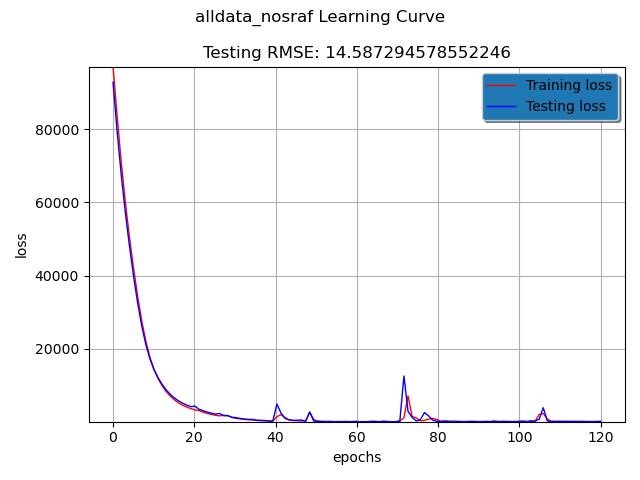 alldata_nosraf Learning Curve
Testing RMSE: 14.587294578552246
Training loss
Testing loss
80000
60000
40000
20000
loss
0 20 40 60 80 100 120
epochs